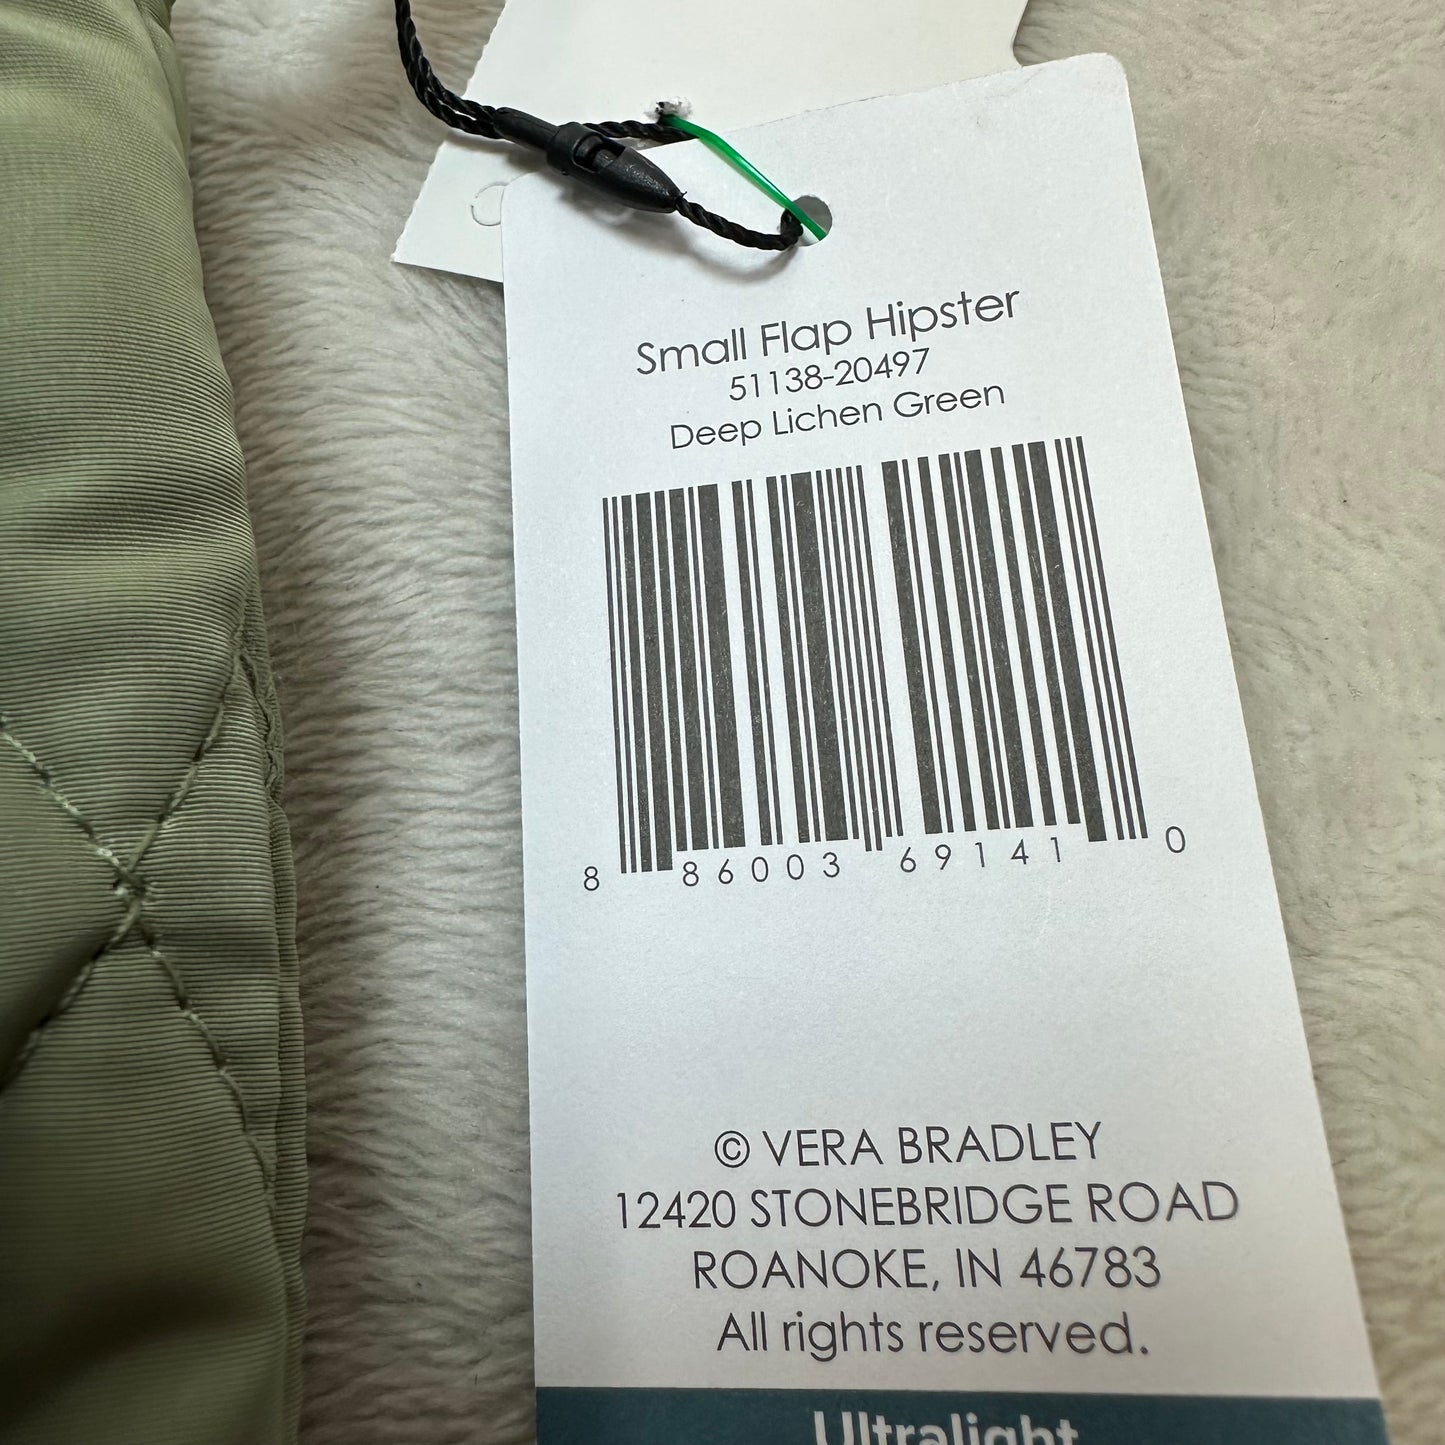 Small Flap Hipster
51138-20497
Deep Lichen Green
8 86003 69141 0
© VERA BRADLEY
12420 STONEBRIDGE ROAD
ROANOKE, IN 46783
All rights reserved.
Ultralight